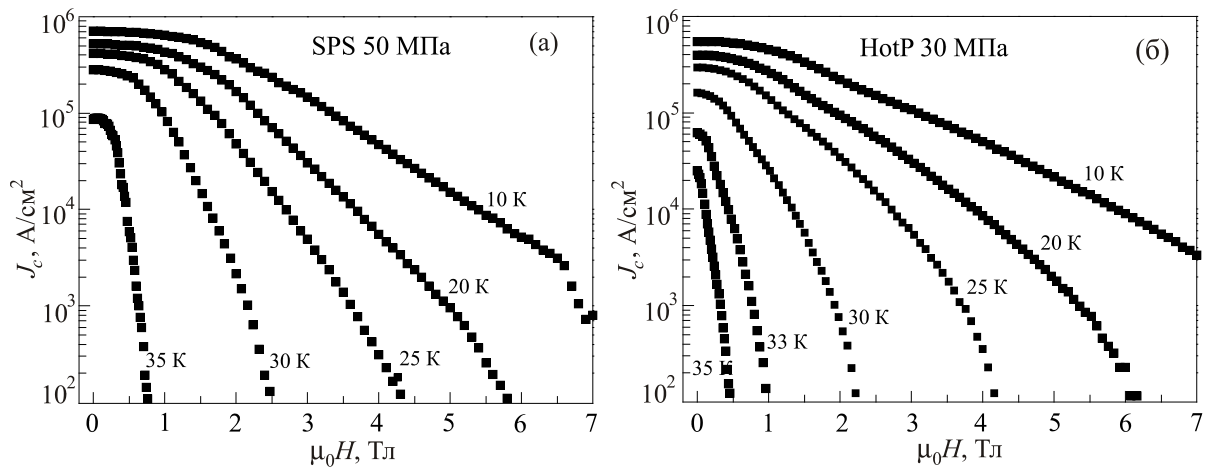 SPS 50 МПа
(а)
10⁶
10⁵
10⁴
10³
10²
J_c, А/см²
10 К
20 К
25 К
30 К
35 К
0 1 2 3 4 5 6 7
μ₀H, Тл
HotP 30 МПа
(б)
10⁶
10⁵
10⁴
10³
10²
J_c, А/см²
10 К
20 К
25 К
30 К
33 К
35 К
0 1 2 3 4 5 6 7
μ₀H, Тл